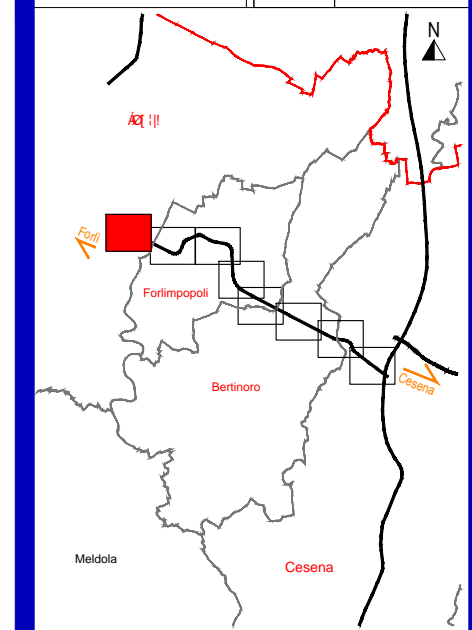 N
Forlì
Forlimpopoli
Bertinoro
Cesena
Meldola
Cesena